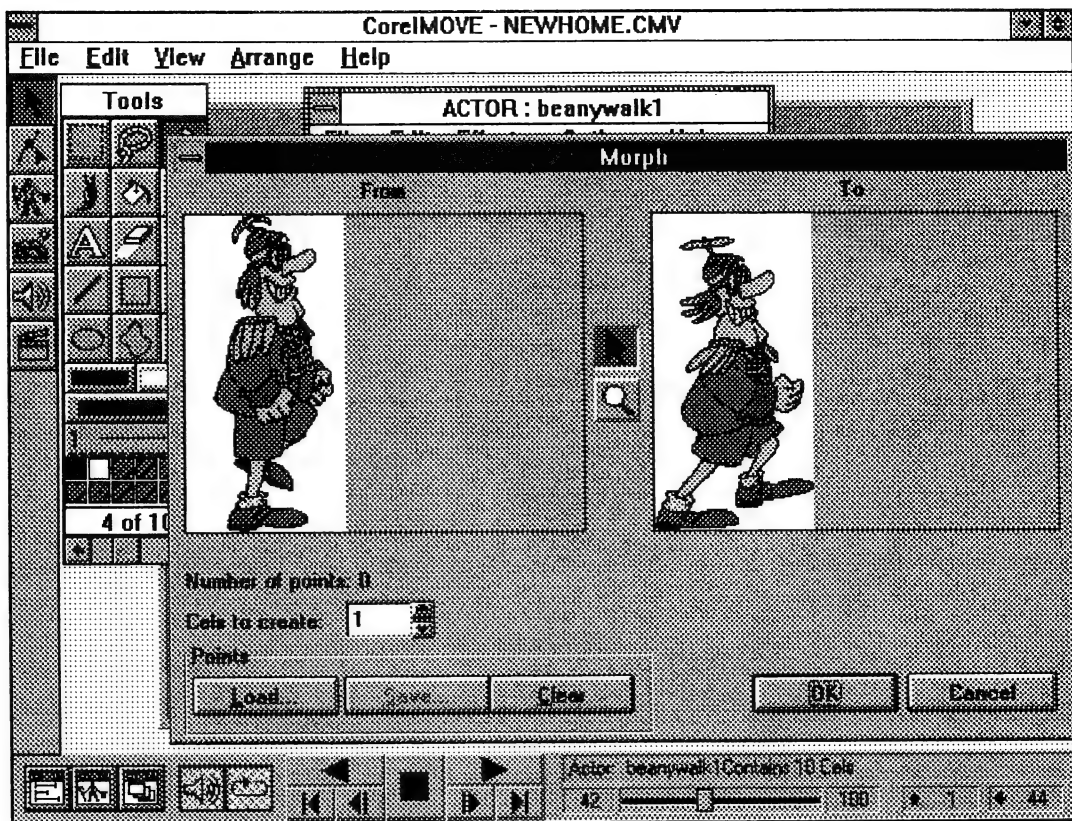 CorelMOVE - NEWHOME.CMV
File Edit View Arrange Help
Tools
ACTOR : beanywalk1
Morph
From To
A
1
4 of 10
Number of points: 0
Cels to create: 1
Points
Load... Save... Clear
OK Cancel
Actor: beanywalk1Contains 10 Cels
42 100 1 44